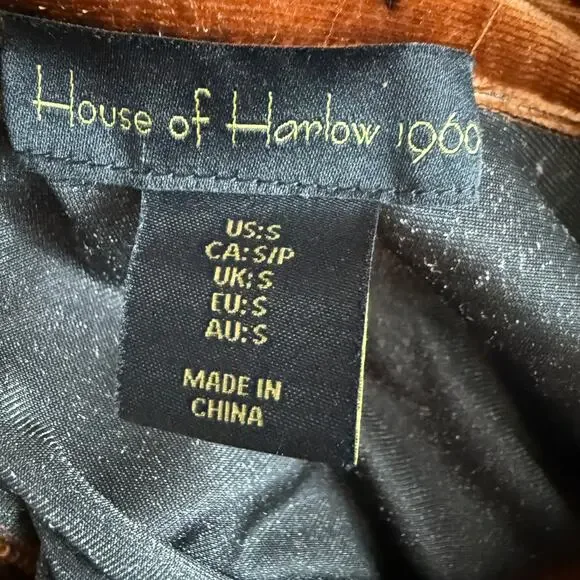 House of Harlow 1960
US:S
CA:S/P
UK:S
EU:S
AU:S
MADE IN
CHINA